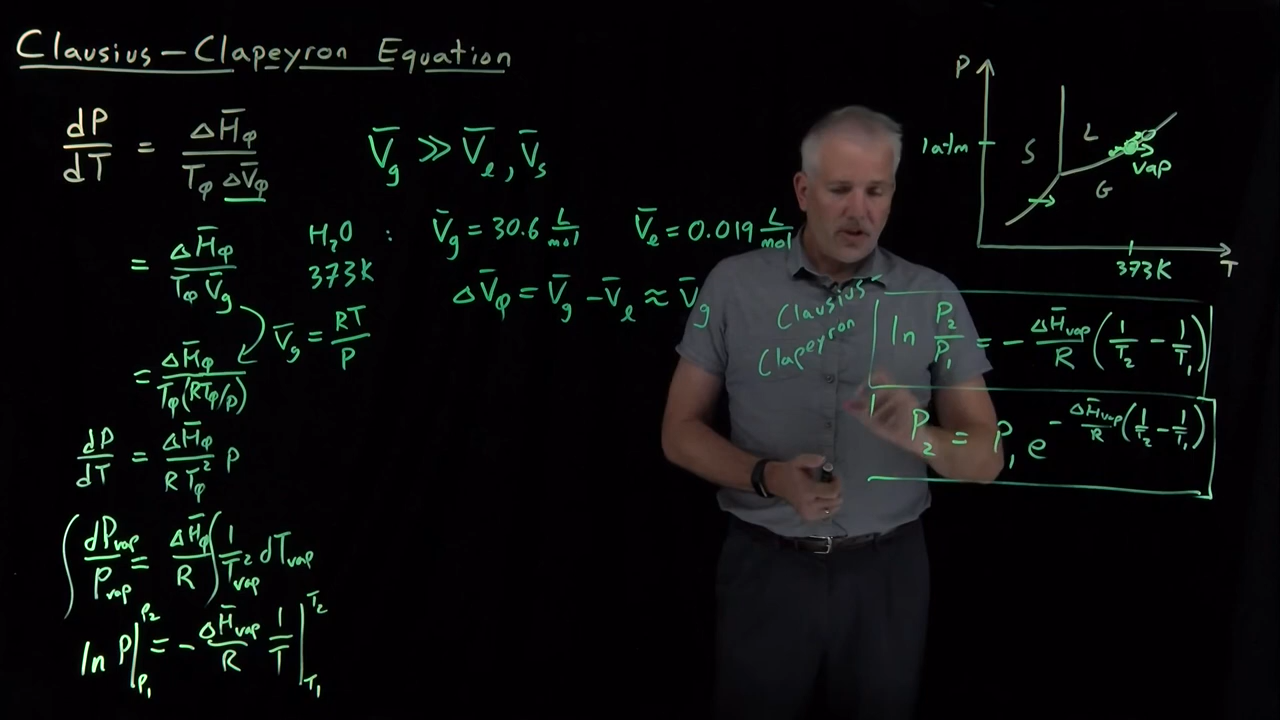 Clausius – Clapeyron Equation
dP/dT = ΔH̄φ / Tφ ΔV̄φ
V̄g ≫ V̄ℓ, V̄s
= ΔH̄φ / Tφ V̄g
H₂O : V̄g = 30.6 L/mol V̄ℓ = 0.019 L/mol
373K
ΔV̄φ = V̄g – V̄ℓ ≈ V̄g
V̄g = RT/P
= ΔH̄φ / Tφ(RTφ/P)
dP/dT = ΔH̄φ / RTφ² P
∫ dPvap/Pvap = ΔH̄φ/R ∫ 1/T²vap dTvap
ln P |P₁ P₂ = – ΔH̄vap/R 1/T |T₁ T₂
P
1 atm
S
L
G
vap
373K
T
Clausius
Clapeyron
ln P₂/P₁ = – ΔH̄vap/R (1/T₂ – 1/T₁)
P₂ = P₁ e^(– ΔH̄vap/R (1/T₂ – 1/T₁))